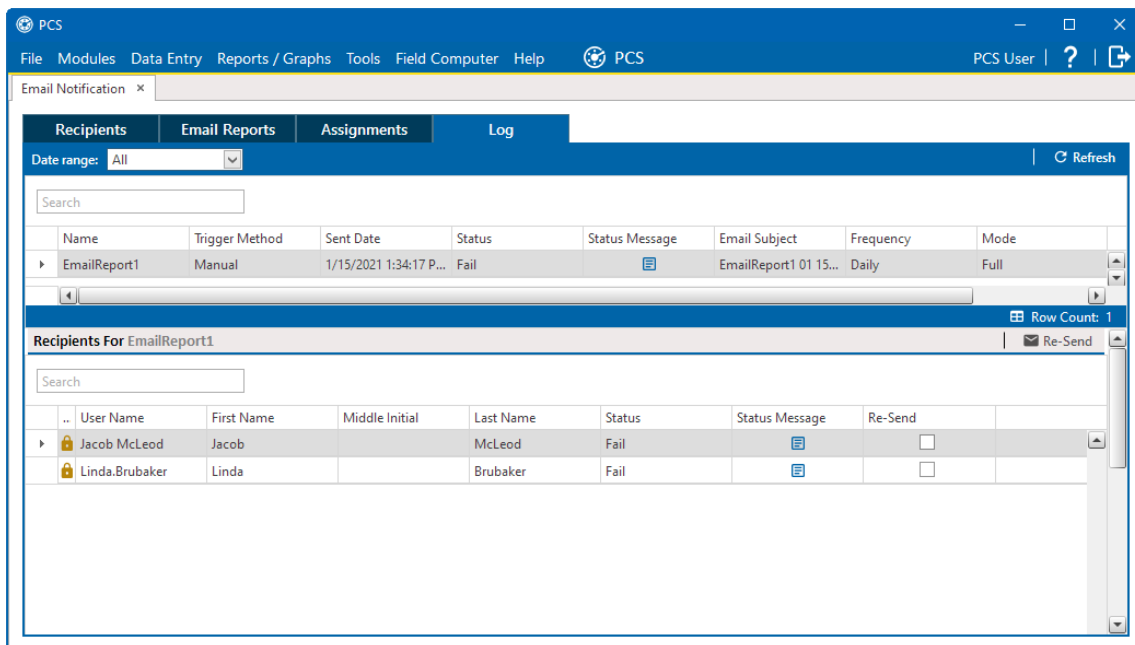 PCS
File Modules Data Entry Reports / Graphs Tools Field Computer Help PCS PCS User | ? |
Email Notification ×
Recipients Email Reports Assignments Log
Date range: All | Refresh
Search
Name Trigger Method Sent Date Status Status Message Email Subject Frequency Mode
EmailReport1 Manual 1/15/2021 1:34:17 P... Fail EmailReport1 01 15... Daily Full
Row Count: 1
Recipients For EmailReport1 | Re-Send
Search
.. User Name First Name Middle Initial Last Name Status Status Message Re-Send
Jacob McLeod Jacob McLeod Fail
Linda.Brubaker Linda Brubaker Fail